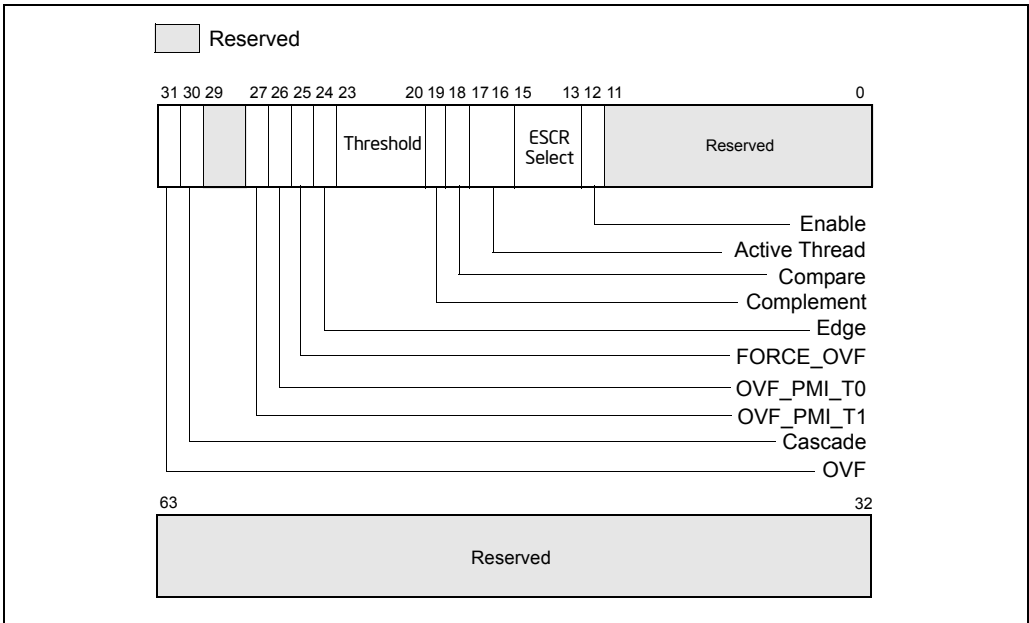 Reserved
31 30 29 27 26 25 24 23 20 19 18 17 16 15 13 12 11 0
Threshold
ESCR
Select
Reserved
Enable
Active Thread
Compare
Complement
Edge
FORCE_OVF
OVF_PMI_T0
OVF_PMI_T1
Cascade
OVF
63 32
Reserved